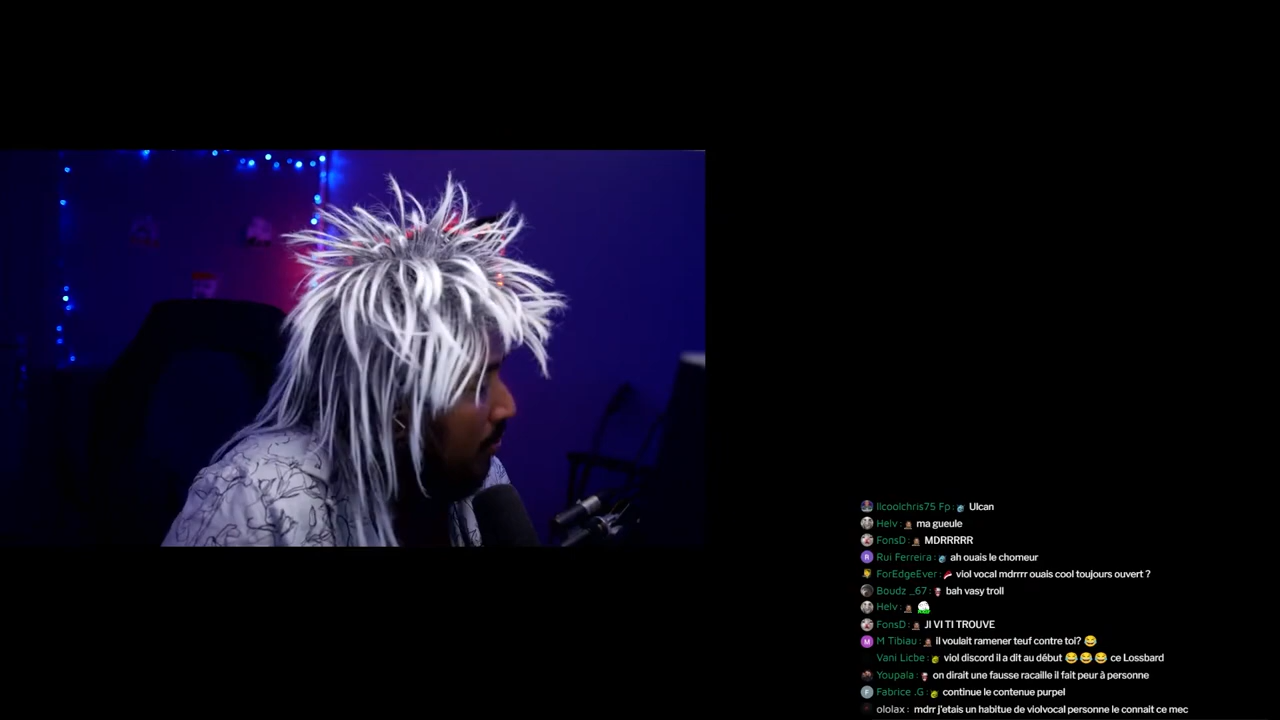 llcoolchris75 Fp : Ulcan
Helv : ma gueule
FonsD : MDRRRRR
Rui Ferreira : ah ouais le chomeur
ForEdgeEver : viol vocal mdrrrr ouais cool toujours ouvert ?
Boudz _67 : bah vasy troll
Helv :
FonsD : JI VI TI TROUVE
M Tibiau : il voulait ramener teuf contre toi? 😂
Vani Licbe : viol discord il a dit au début 😂😂😂 ce Lossbard
Youpala : on dirait une fausse racaille il fait peur à personne
Fabrice .G : continue le contenue purpel
ololax : mdrr j'etais un habitue de violvocal personne le connait ce mec